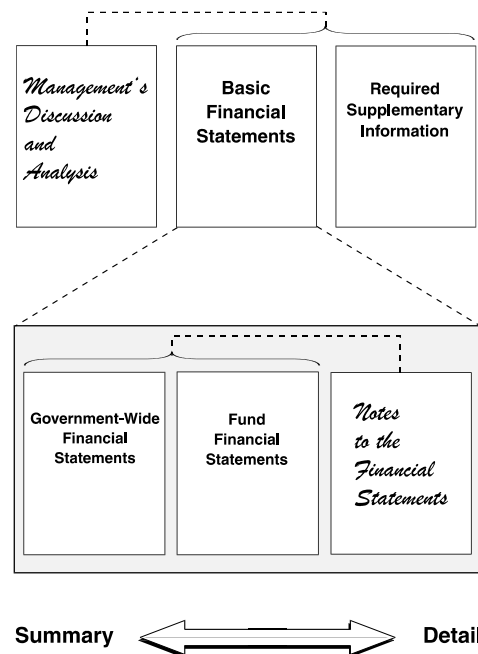 Management's
Discussion
and
Analysis
Basic
Financial
Statements
Required
Supplementary
Information
Government-Wide
Financial
Statements
Fund
Financial
Statements
Notes
to the
Financial
Statements
Summary
Detail